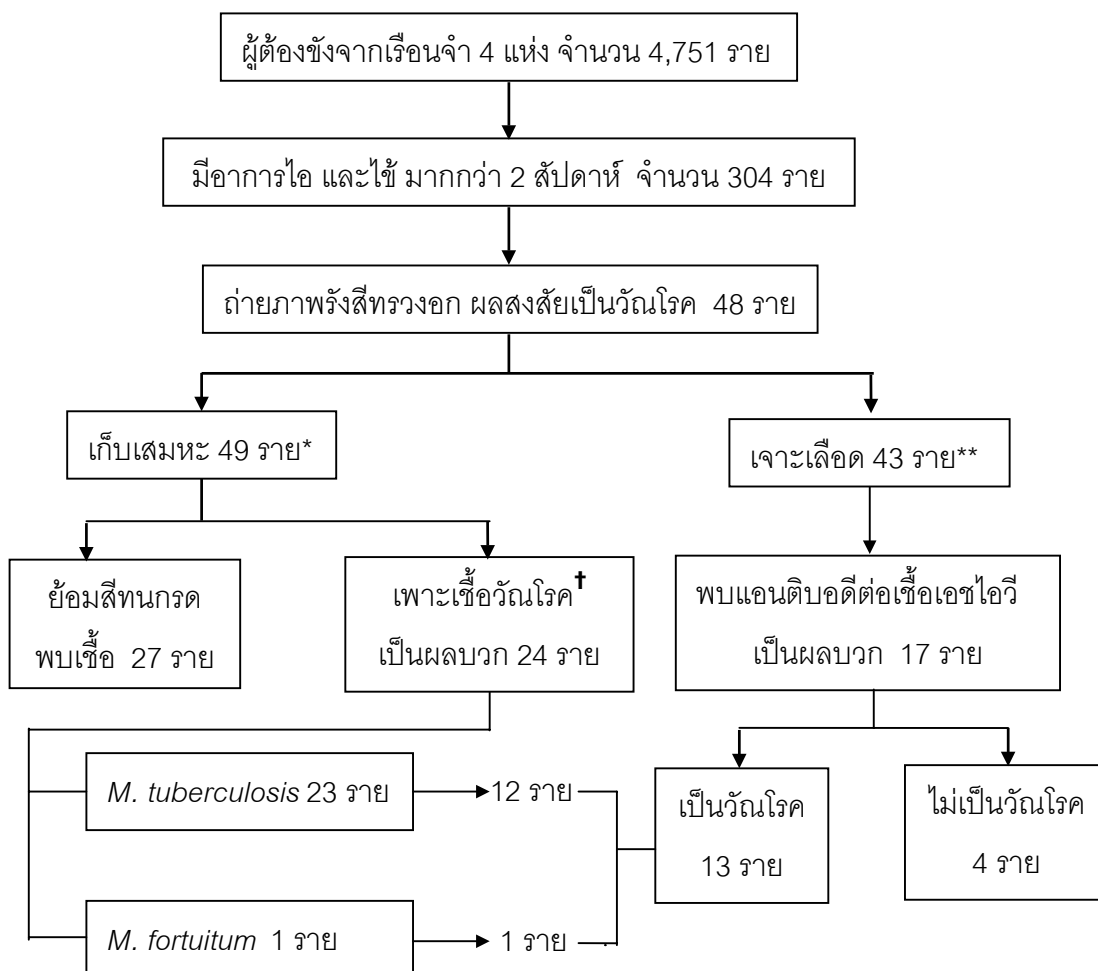 ผู้ต้องขังจากเรือนจำ 4 แห่ง จำนวน 4,751 ราย
มีอาการไอ และไข้ มากกว่า 2 สัปดาห์ จำนวน 304 ราย
ถ่ายภาพรังสีทรวงอก ผลสงสัยเป็นวัณโรค 48 ราย
เก็บเสมหะ 49 ราย*
เจาะเลือด 43 ราย**
ย้อมสีทนกรด
พบเชื้อ 27 ราย
เพาะเชื้อวัณโรค†
เป็นผลบวก 24 ราย
พบแอนติบอดีต่อเชื้อเอชไอวี
เป็นผลบวก 17 ราย
M. tuberculosis 23 ราย
12 ราย
เป็นวัณโรค
13 ราย
ไม่เป็นวัณโรค
4 ราย
M. fortuitum 1 ราย
1 ราย